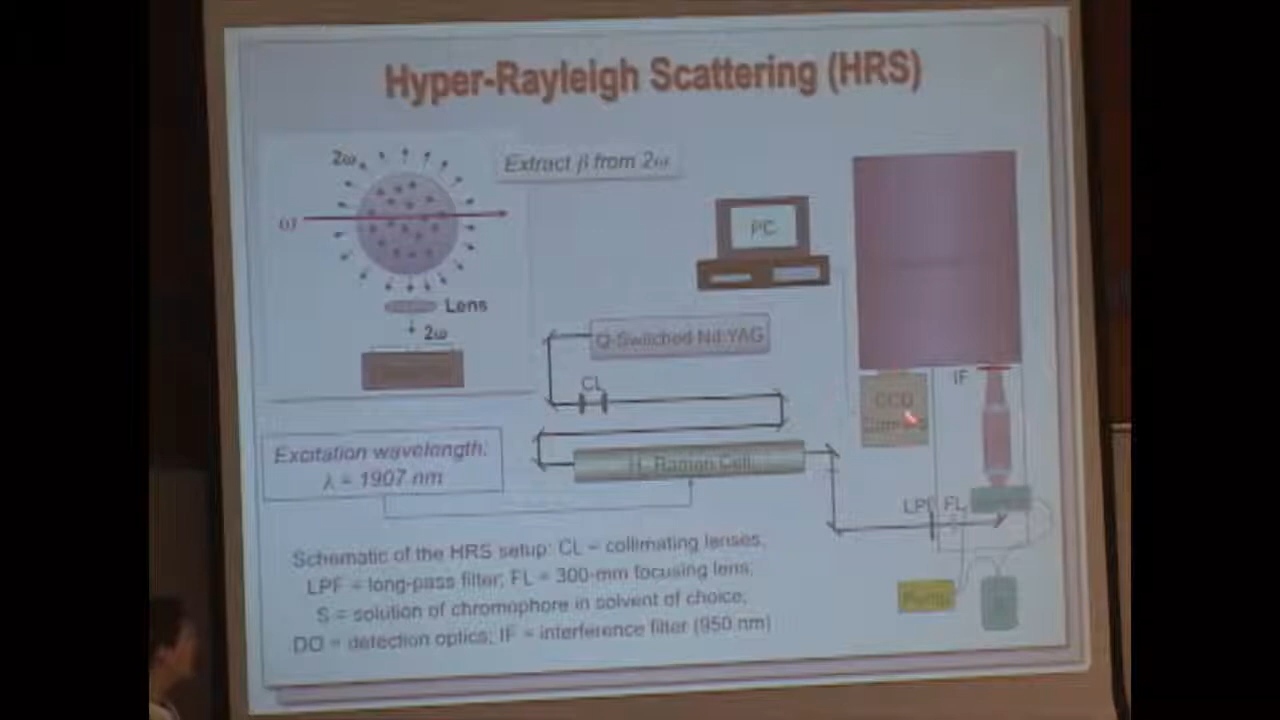 Hyper-Rayleigh Scattering (HRS)
2ω
Extract β from 2ω
ω
PC
Lens
2ω
Q-Switched Nd:YAG
CL
IF
CCD
Excitation wavelength:
λ = 1907 nm
H₂ Raman Cell
LPF FL
Schematic of the HRS setup: CL = collimating lenses;
LPF = long-pass filter; FL = 300-mm focusing lens;
S = solution of chromophore in solvent of choice;
DO = detection optics; IF = interference filter (950 nm)
Pump
S